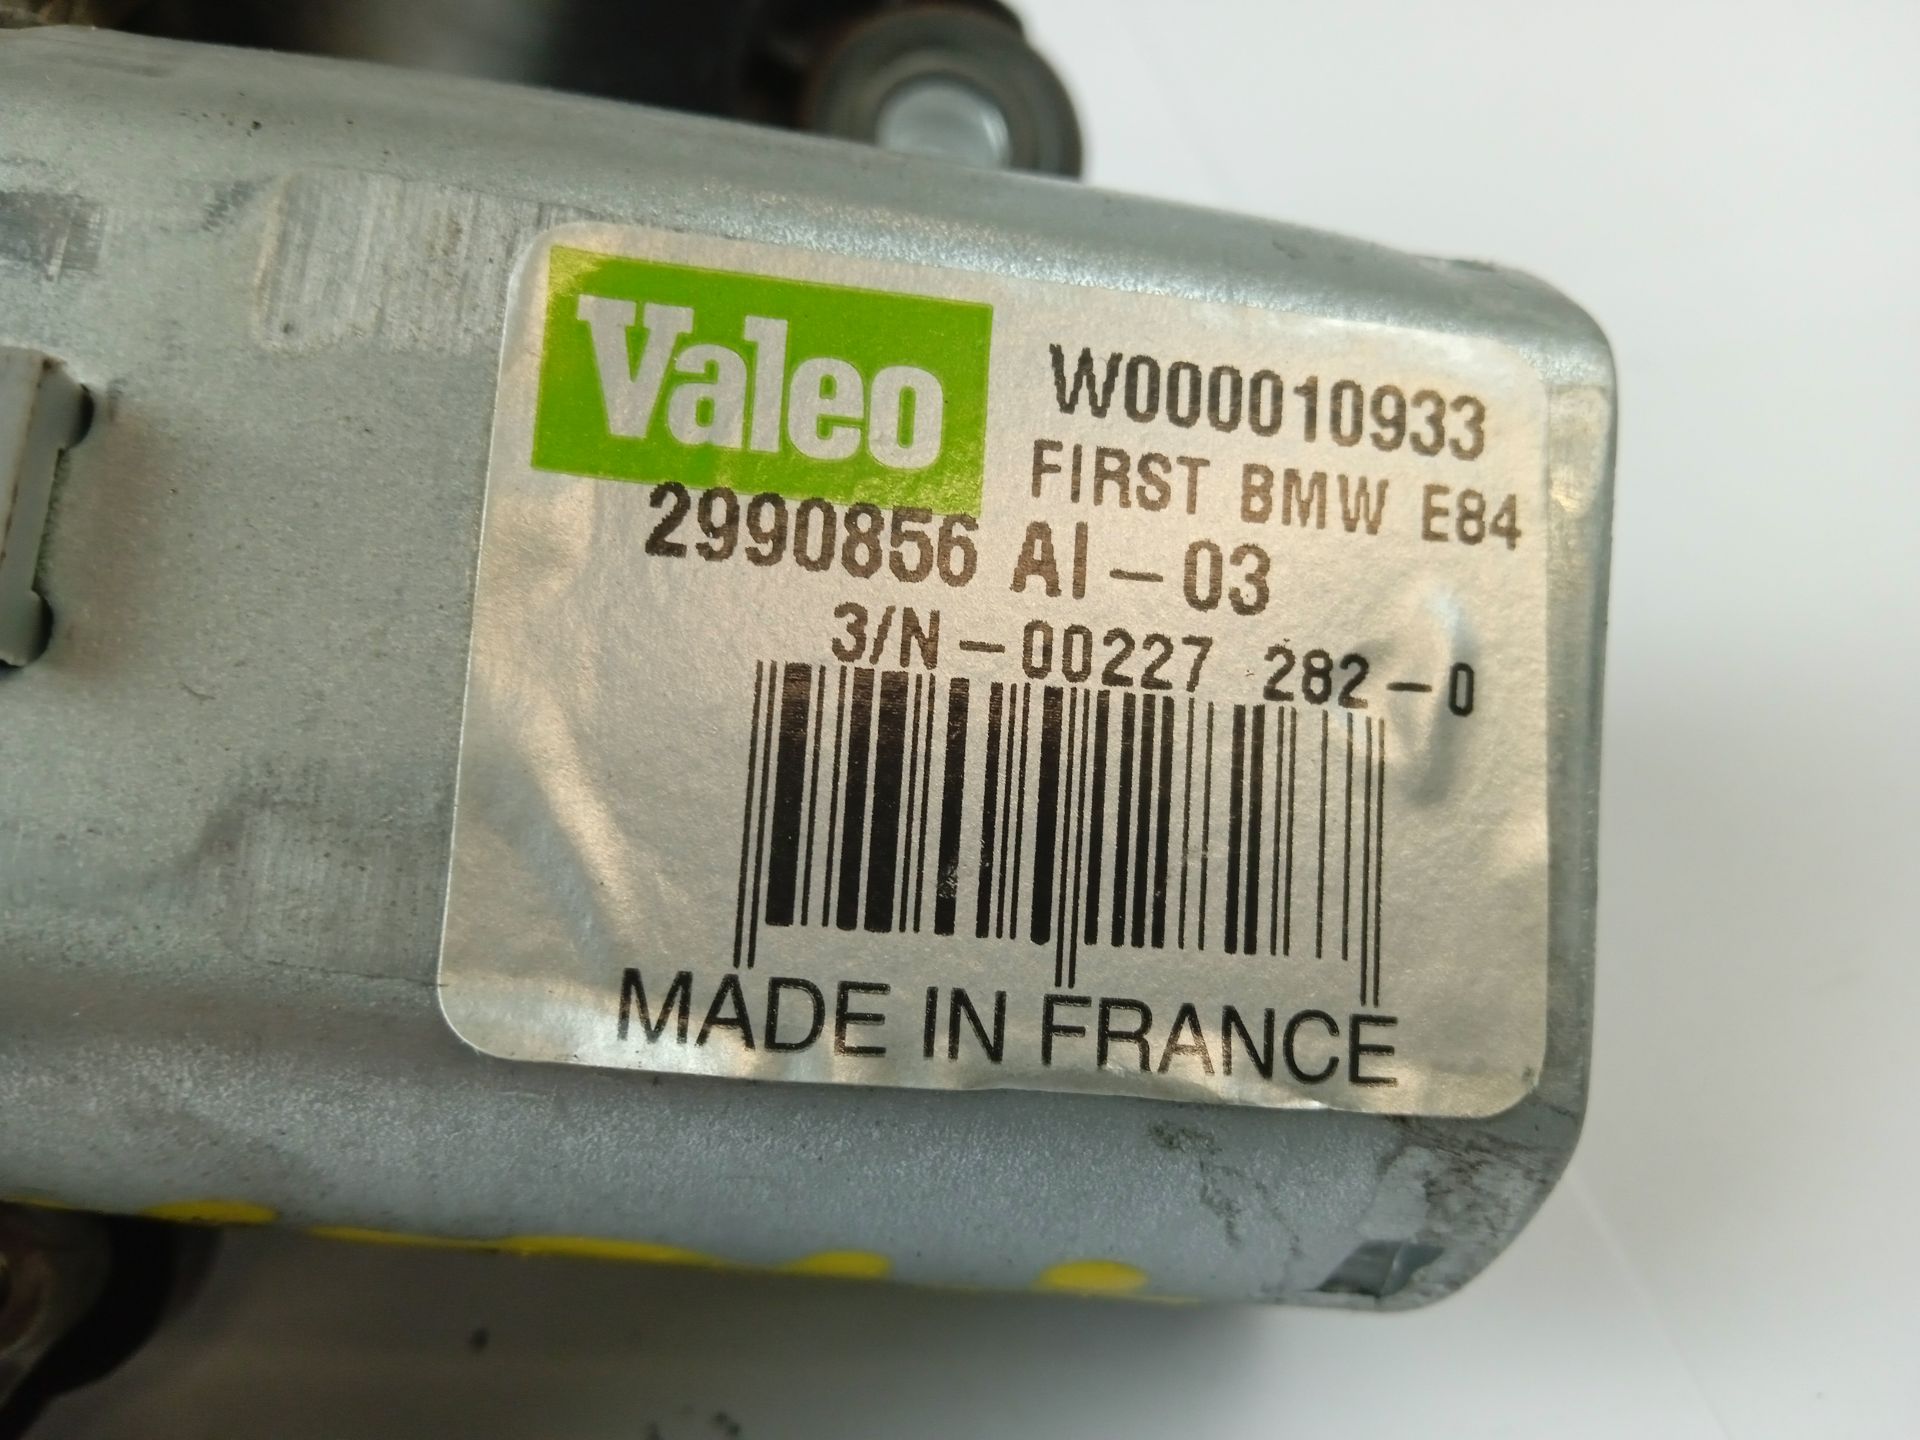 Valeo
W000010933
FIRST BMW E84
2990856 AI-03
3/N-00227 282-0
MADE IN FRANCE